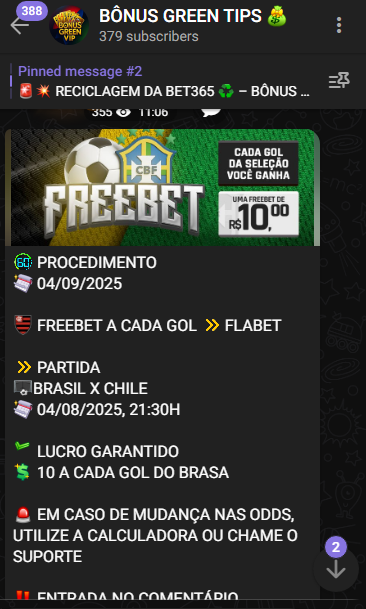 388
BÔNUS GREEN TIPS
379 subscribers
BONUS
GREEN
VIP
Pinned message #2
RECICLAGEM DA BET365 – BÔNUS ...
355 11:06
CBF
FREEBET
CADA GOL
DA SELEÇÃO
VOCÊ GANHA
UMA FREEBET DE
R$10,00
PROCEDIMENTO
04/09/2025
FREEBET A CADA GOL FLABET
PARTIDA
BRASIL X CHILE
04/08/2025, 21:30H
LUCRO GARANTIDO
10 A CADA GOL DO BRASA
EM CASO DE MUDANÇA NAS ODDS,
UTILIZE A CALCULADORA OU CHAME O
SUPORTE
2
ENTRADA NO COMENTÁRIO